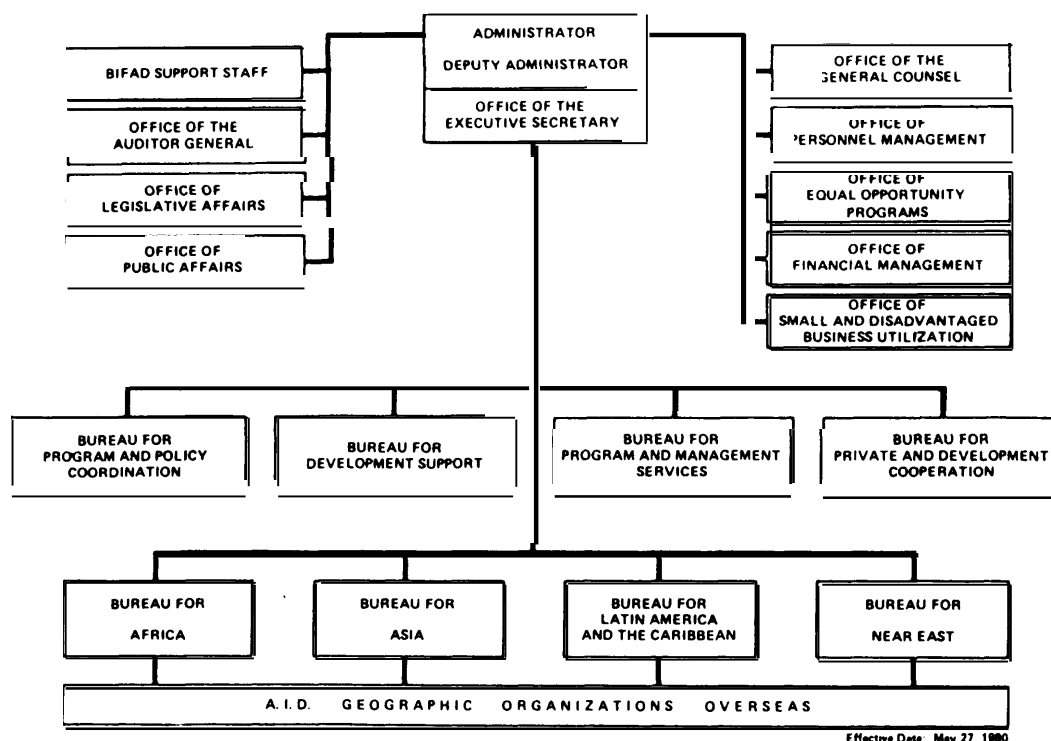 ADMINISTRATOR
DEPUTY ADMINISTRATOR
OFFICE OF THE
EXECUTIVE SECRETARY
BIFAD SUPPORT STAFF
OFFICE OF THE
AUDITOR GENERAL
OFFICE OF
LEGISLATIVE AFFAIRS
OFFICE OF
PUBLIC AFFAIRS
OFFICE OF THE
GENERAL COUNSEL
OFFICE OF
PERSONNEL MANAGEMENT
OFFICE OF
EQUAL OPPORTUNITY
PROGRAMS
OFFICE OF
FINANCIAL MANAGEMENT
OFFICE OF
SMALL AND DISADVANTAGED
BUSINESS UTILIZATION
BUREAU FOR
PROGRAM AND POLICY
COORDINATION
BUREAU FOR
DEVELOPMENT SUPPORT
BUREAU FOR
PROGRAM AND MANAGEMENT
SERVICES
BUREAU FOR
PRIVATE AND DEVELOPMENT
COOPERATION
BUREAU FOR
AFRICA
BUREAU FOR
ASIA
BUREAU FOR
LATIN AMERICA
AND THE CARIBBEAN
BUREAU FOR
NEAR EAST
A.I.D. GEOGRAPHIC ORGANIZATIONS OVERSEAS
Effective Date: May 27, 1980